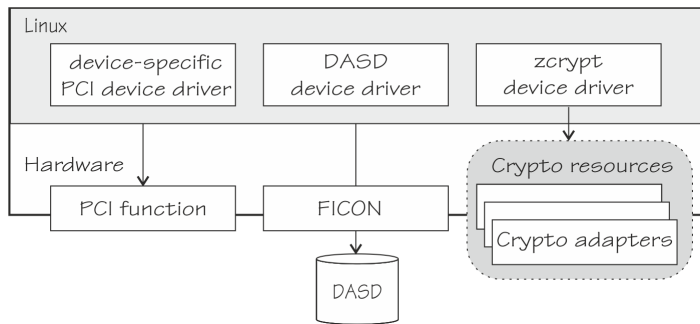 Linux
device-specific
PCI device driver
DASD
device driver
zcrypt
device driver
Hardware
Crypto resources
PCI function
FICON
Crypto adapters
DASD